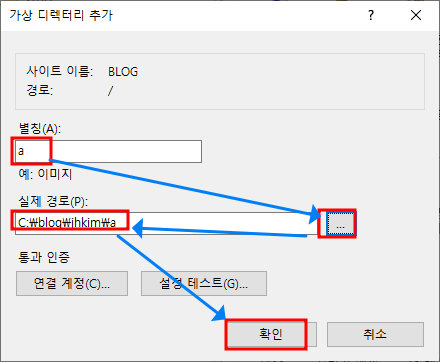 가상 디렉터리 추가
사이트 이름: BLOG
경로: /
별칭(A):
a
예: 이미지
실제 경로(P):
C:₩blog₩ihkim₩a
...
통과 인증
연결 계정(C)... 설정 테스트(G)...
확인 취소